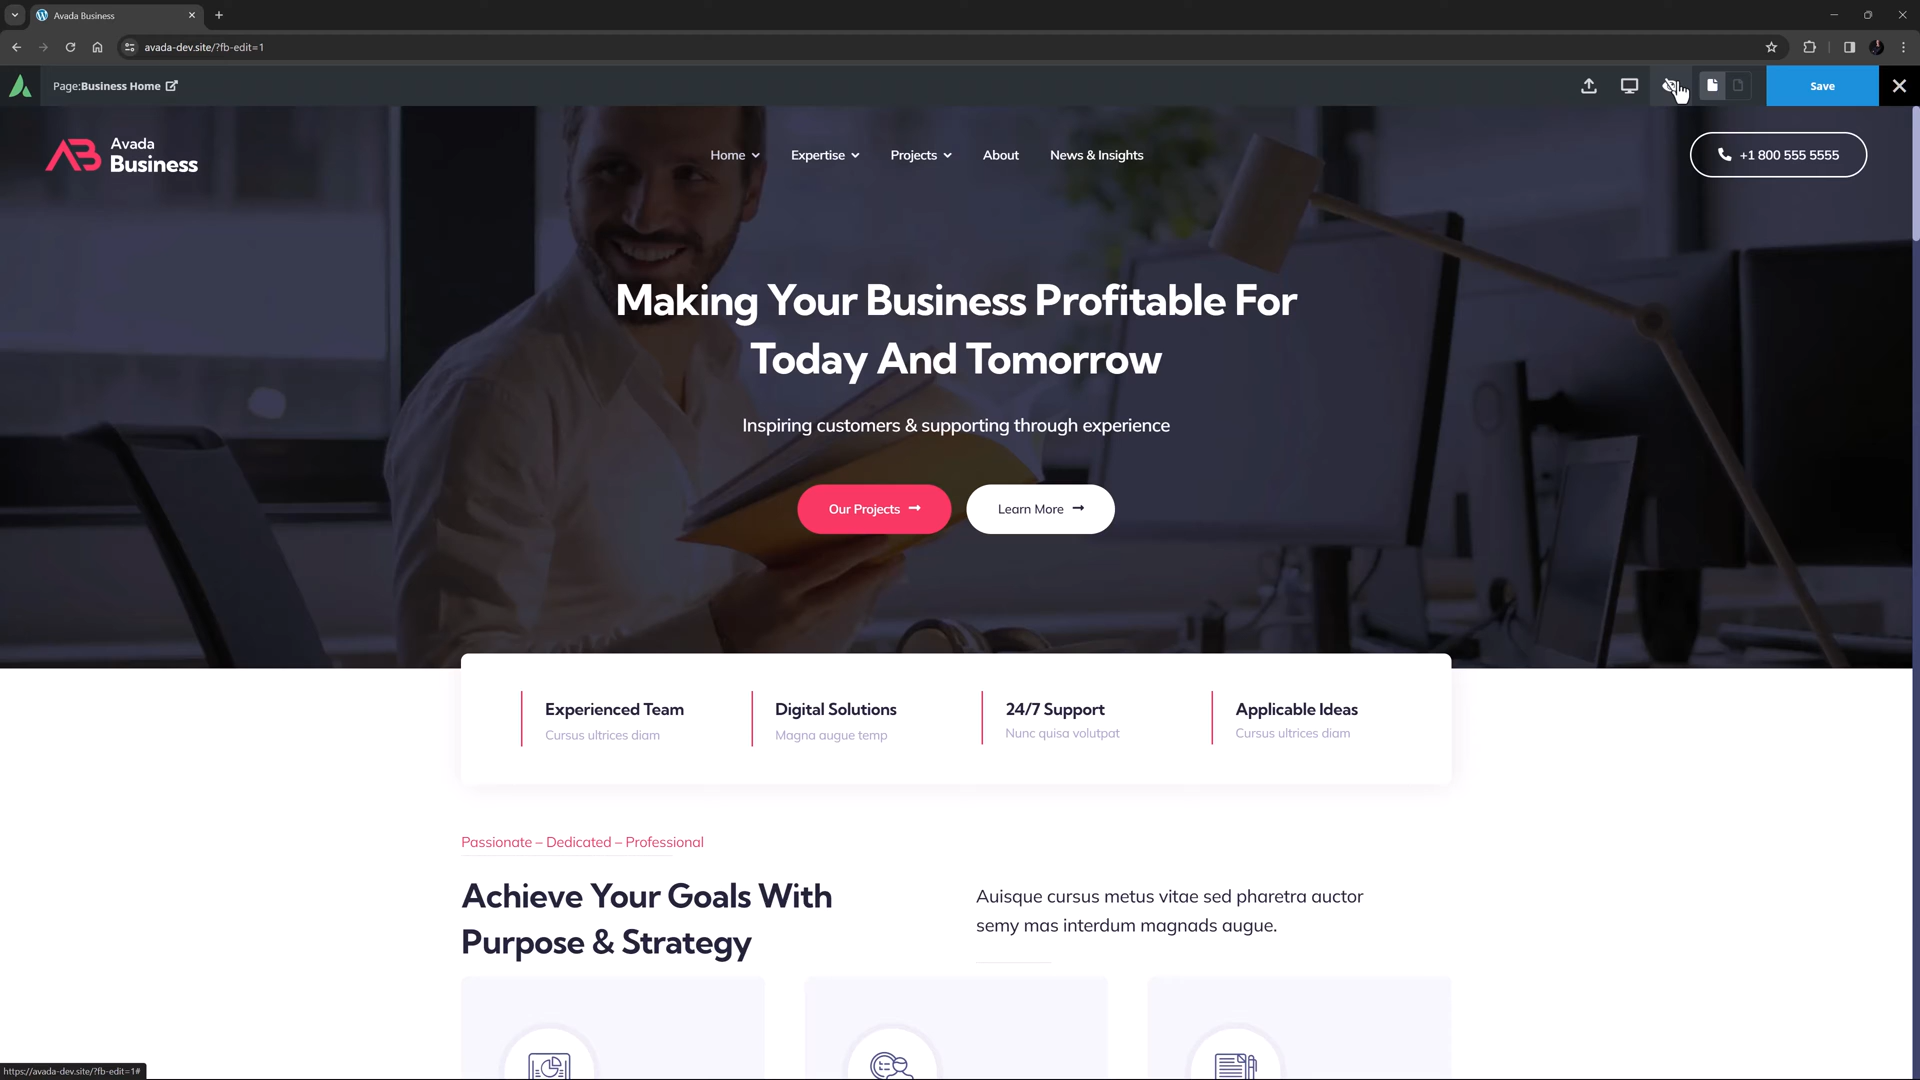 Avada Business
avada-dev.site/?fb-edit=1
Page:Business Home
Save
Avada
Business
Home
Expertise
Projects
About
News & Insights
+1 800 555 5555
Making Your Business Profitable For
Today And Tomorrow
Inspiring customers & supporting through experience
Our Projects
Learn More
Experienced Team
Cursus ultrices diam
Digital Solutions
Magna augue temp
24/7 Support
Nunc quisa volutpat
Applicable Ideas
Cursus ultrices diam
Passionate – Dedicated – Professional
Achieve Your Goals With
Purpose & Strategy
Auisque cursus metus vitae sed pharetra auctor
semy mas interdum magnads augue.
https://avada-dev.site/?fb-edit=1#